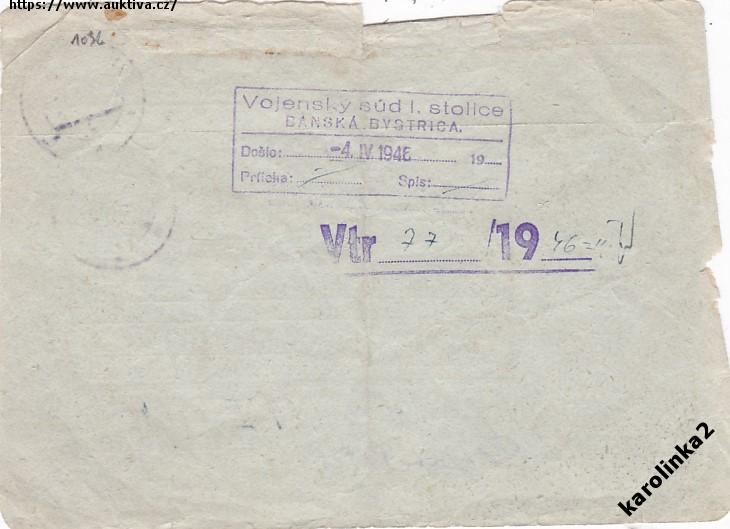 https://www.auktiva.cz/
1096
Vojenský súd I. stolice
BANSKÁ BYSTRICA.
Došlo: -4. IV. 1946 19
Príloha: Spis:
Vtr 77 /19 46
karolinka2